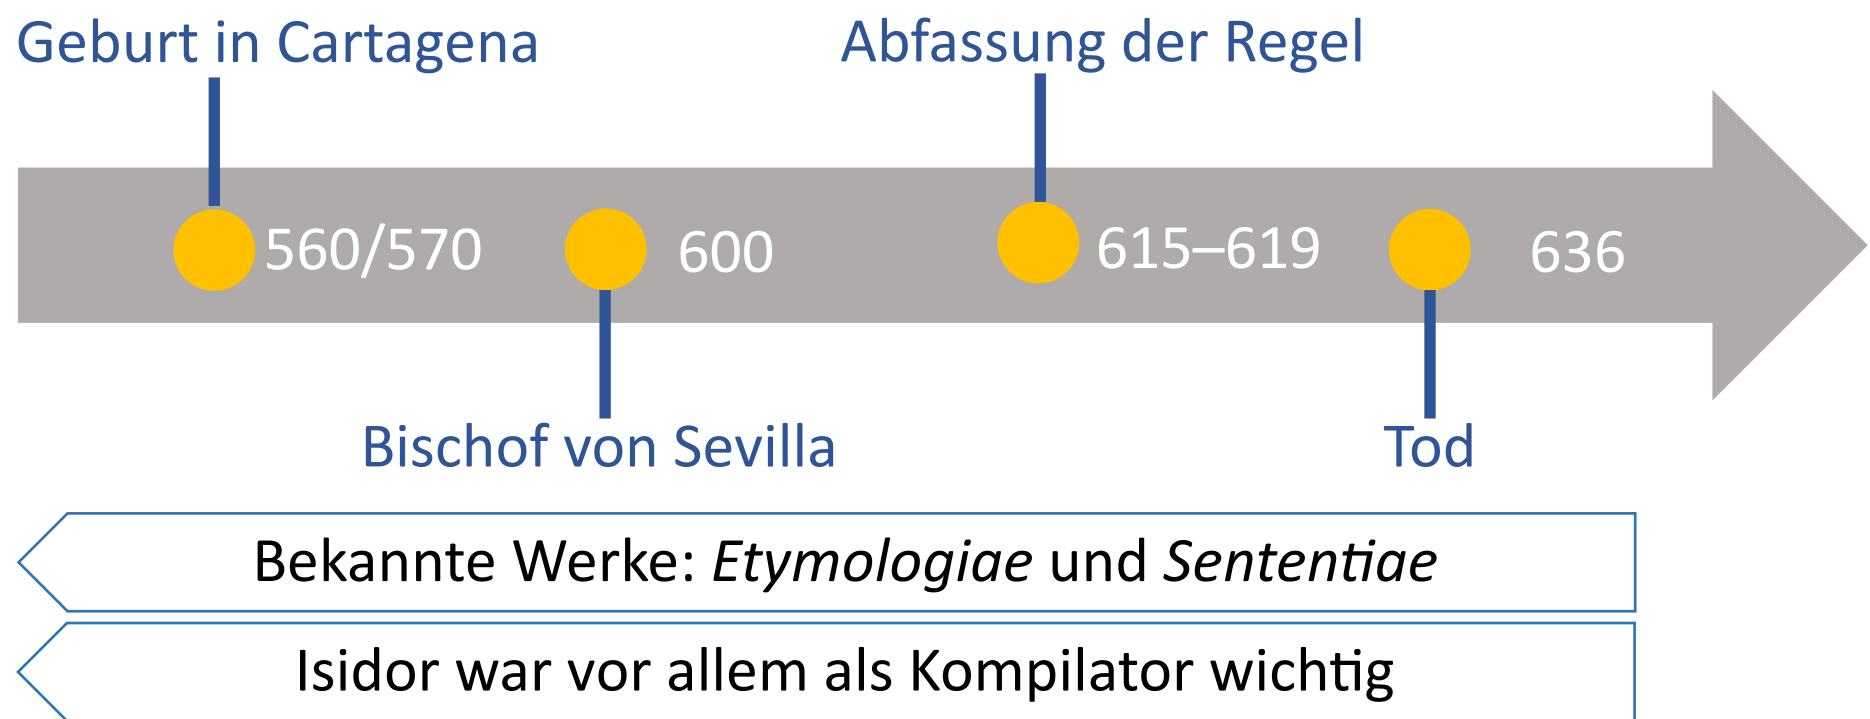 Geburt in Cartagena
Abfassung der Regel
560/570
600
615–619
636
Bischof von Sevilla
Tod
Bekannte Werke: Etymologiae und Sententiae
Isidor war vor allem als Kompilator wichtig